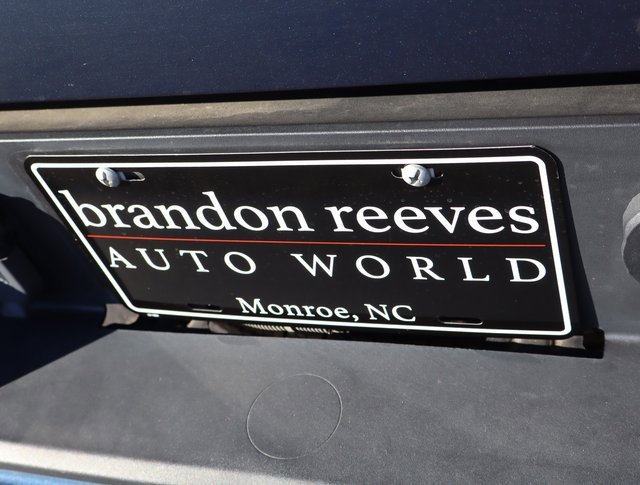 brandon reeves
AUTO WORLD
Monroe, NC